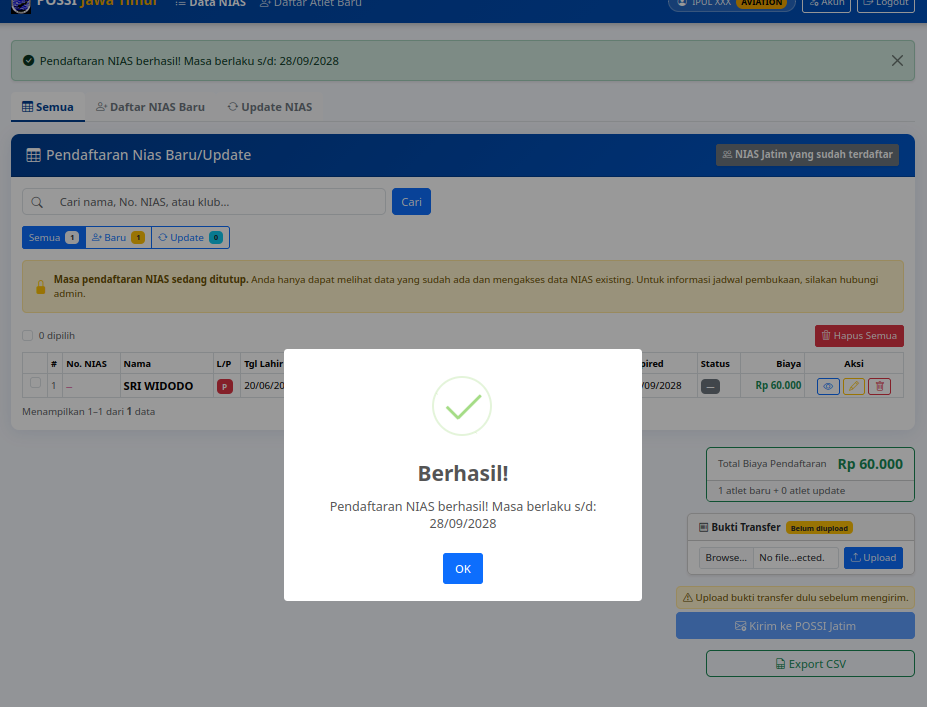 POSSI Jawa Timur Data NIAS Daftar Atlet Baru IPUL XXX AVIATION Akun Logout
Pendaftaran NIAS berhasil! Masa berlaku s/d: 28/09/2028
Semua Daftar NIAS Baru Update NIAS
Pendaftaran Nias Baru/Update NIAS Jatim yang sudah terdaftar
Cari nama, No. NIAS, atau klub... Cari
Semua 1 Baru 1 Update 0
Masa pendaftaran NIAS sedang ditutup. Anda hanya dapat melihat data yang sudah ada dan mengakses data NIAS existing. Untuk informasi jadwal pembukaan, silakan hubungi
admin.
0 dipilih Hapus Semua
# No. NIAS Nama L/P Tgl Lahir pired Status Biaya Aksi
1 – SRI WIDODO P 20/06/20 /09/2028 — Rp 60.000
Menampilkan 1–1 dari 1 data
Berhasil!
Pendaftaran NIAS berhasil! Masa berlaku s/d:
28/09/2028
OK
Total Biaya Pendaftaran Rp 60.000
1 atlet baru + 0 atlet update
Bukti Transfer Belum diupload
Browse... No file...ected. Upload
Upload bukti transfer dulu sebelum mengirim.
Kirim ke POSSI Jatim
Export CSV